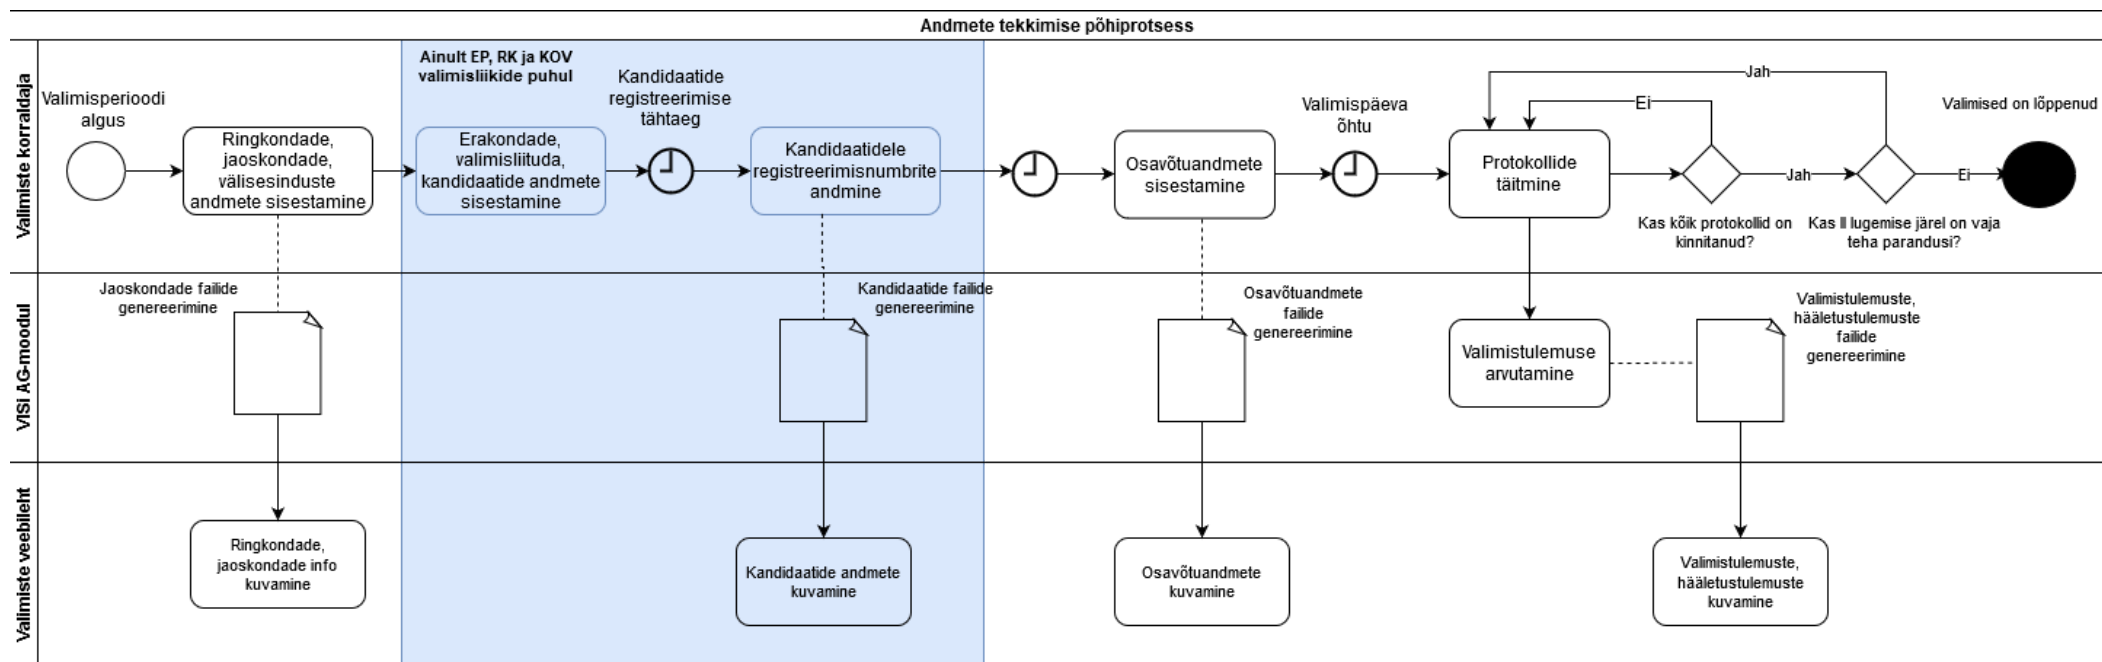 Andmete tekkimise põhiprotsess
Valimiste korraldaja
Valimisperioodi
algus
Ringkondade,
jaoskondade,
välisesinduste
andmete sisestamine
Ainult EP, RK ja KOV
valimisliikide puhul
Erakondade,
valimisliituda,
kandidaatide andmete
sisestamine
Kandidaatide
registreerimise
tähtaeg
Kandidaatidele
registreerimisnumbrite
andmine
Osavõtuandmete
sisestamine
Valimispäeva
õhtu
Protokollide
täitmine
Jah
Ei
Kas kõik protokollid on
kinnitanud?
Jah
Kas II lugemise järel on vaja
teha parandusi?
Ei
Valimised on lõppenud
VISi AG-moodul
Jaoskondade failide
genereerimine
Kandidaatide failide
genereerimine
Osavõtuandmete
failide
genereerimine
Valimistulemuse
arvutamine
Valimistulemuste,
hääletustulemuste
failide
genereerimine
Valimiste veebileht
Ringkondade,
jaoskondade info
kuvamine
Kandidaatide andmete
kuvamine
Osavõtuandmete
kuvamine
Valimistulemuste,
hääletustulemuste
kuvamine